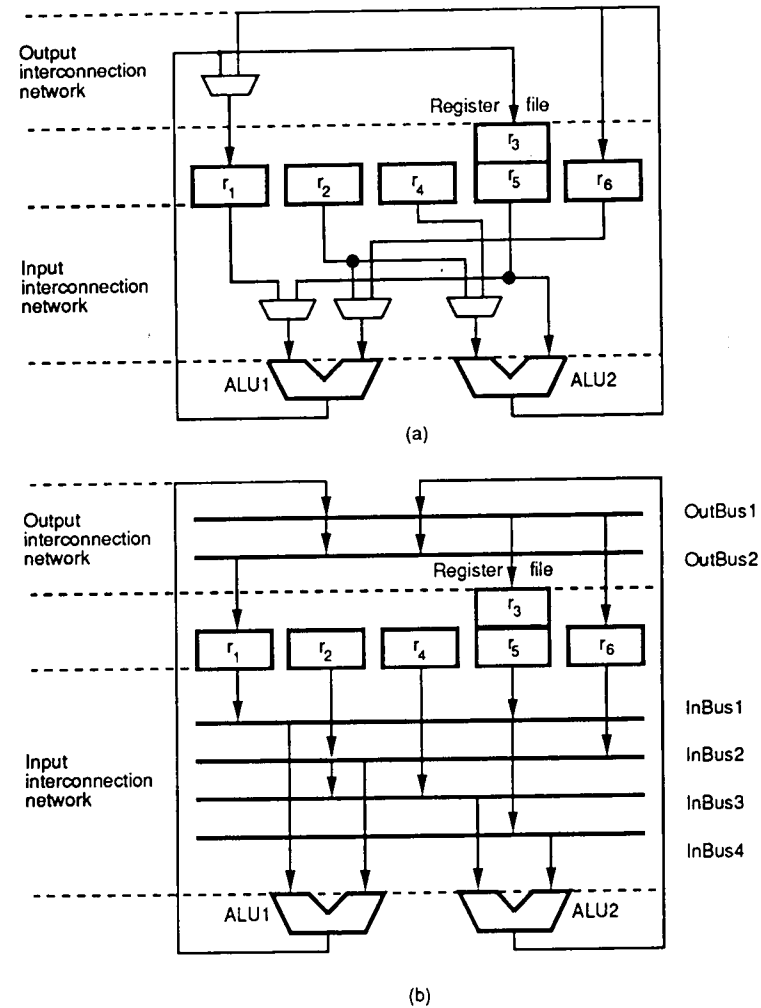 Output
interconnection
network
Register file
r3
r1
r2
r4
r5
r6
Input
interconnection
network
ALU1
ALU2
(a)
Output
interconnection
network
OutBus1
OutBus2
Register file
r3
r1
r2
r4
r5
r6
InBus1
Input
interconnection
network
InBus2
InBus3
InBus4
ALU1
ALU2
(b)